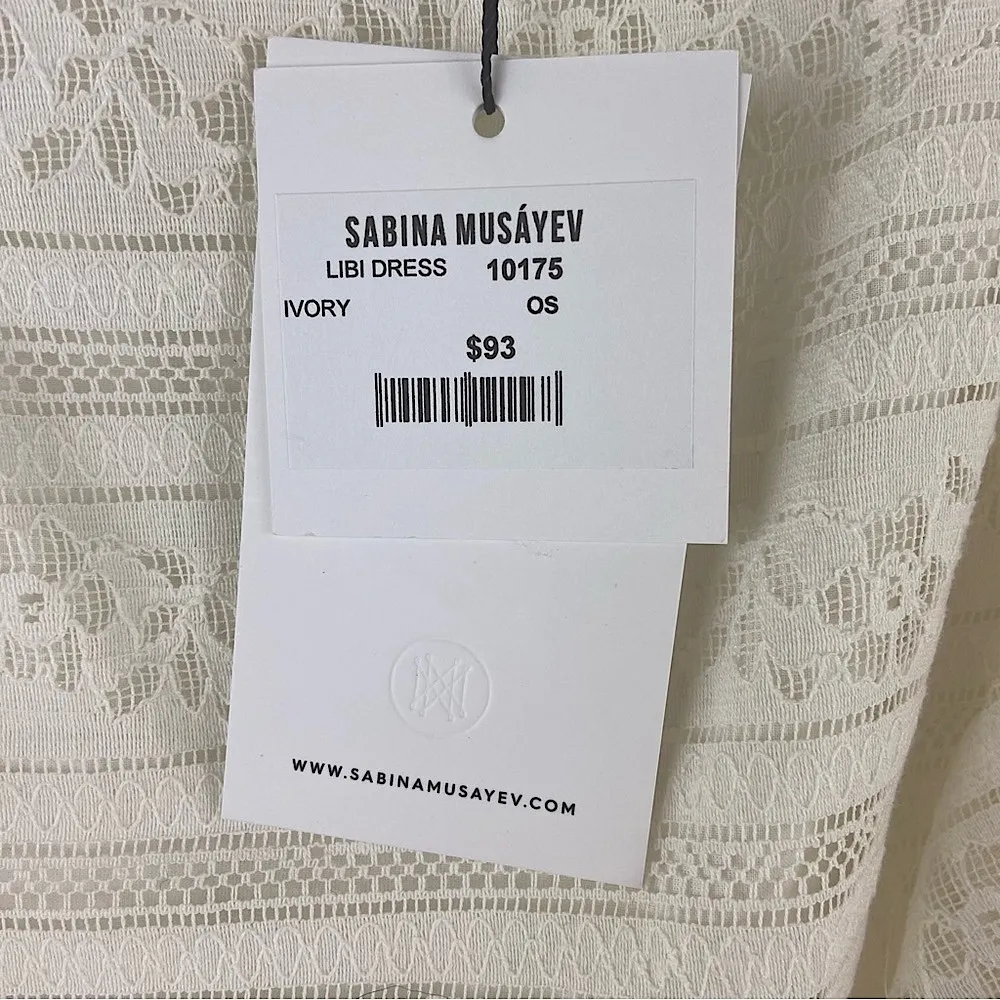 SABINA MUSÁYEV
LIBI DRESS 10175
IVORY OS
$93
WWW.SABINAMUSAYEV.COM